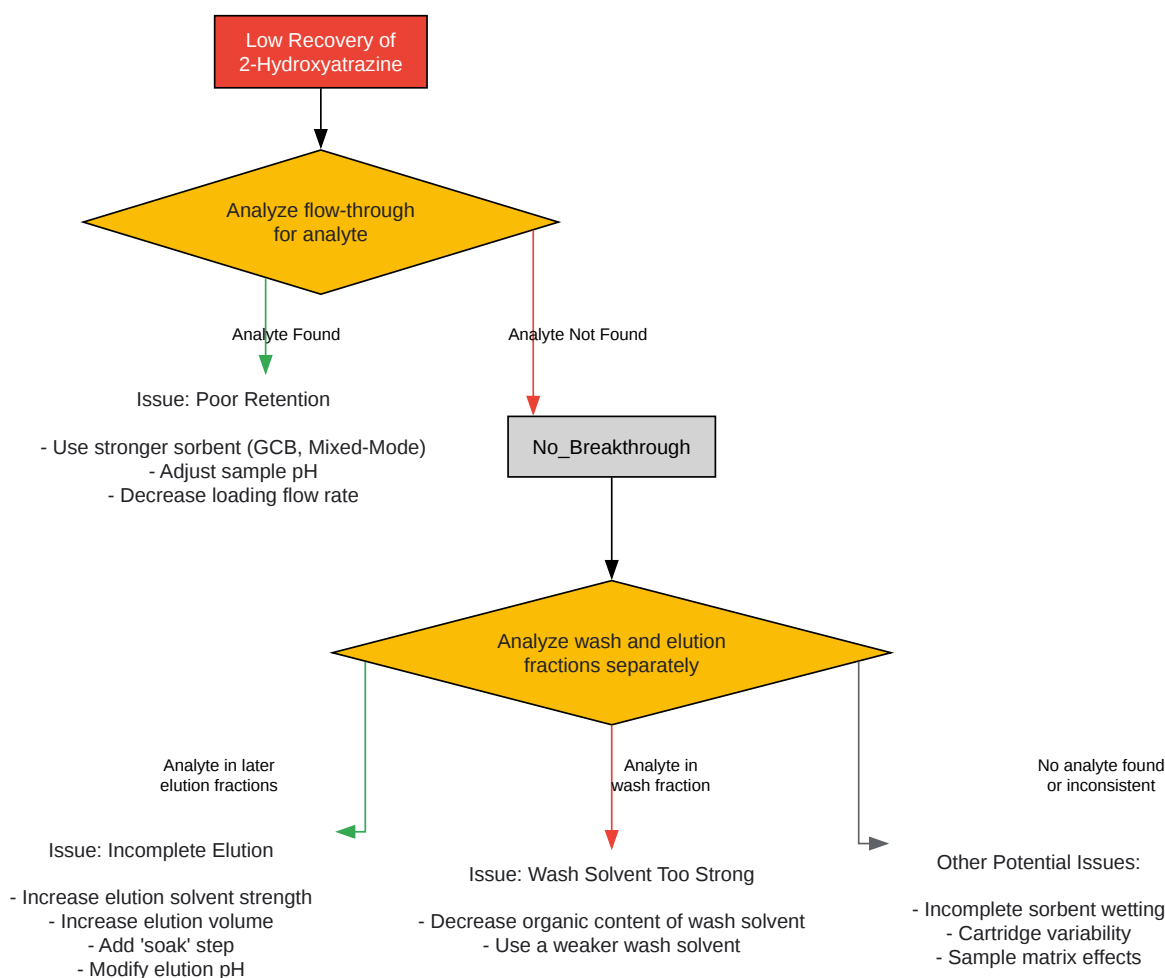 Low Recovery of
2-Hydroxyatrazine
Analyze flow-through
for analyte
Analyte Found
Analyte Not Found
Issue: Poor Retention
- Use stronger sorbent (GCB, Mixed-Mode)
- Adjust sample pH
- Decrease loading flow rate
No_Breakthrough
Analyze wash and elution
fractions separately
Analyte in later
elution fractions
Analyte in
wash fraction
No analyte found
or inconsistent
Issue: Incomplete Elution
- Increase elution solvent strength
- Increase elution volume
- Add 'soak' step
- Modify elution pH
Issue: Wash Solvent Too Strong
- Decrease organic content of wash solvent
- Use a weaker wash solvent
Other Potential Issues:
- Incomplete sorbent wetting
- Cartridge variability
- Sample matrix effects